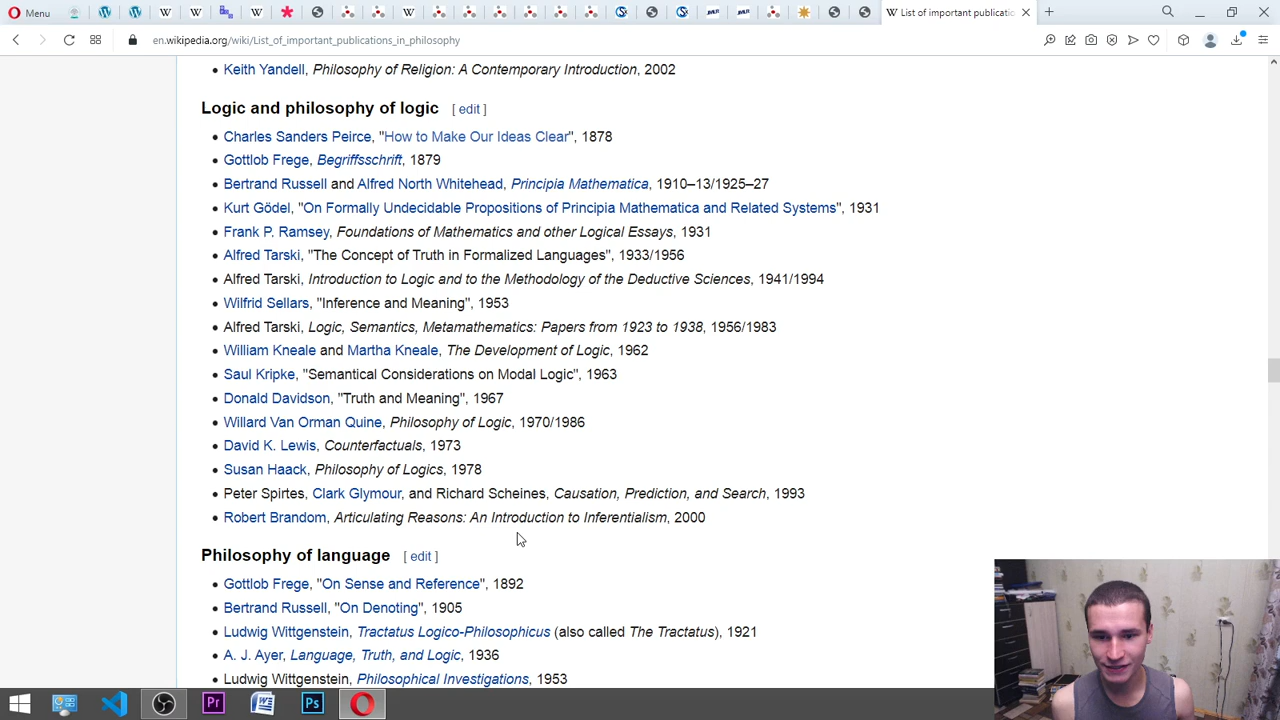 Menu
List of important publicatio
en.wikipedia.org/wiki/List_of_important_publications_in_philosophy
• Keith Yandell, Philosophy of Religion: A Contemporary Introduction, 2002
Logic and philosophy of logic [ edit ]
• Charles Sanders Peirce, "How to Make Our Ideas Clear", 1878
• Gottlob Frege, Begriffsschrift, 1879
• Bertrand Russell and Alfred North Whitehead, Principia Mathematica, 1910–13/1925–27
• Kurt Gödel, "On Formally Undecidable Propositions of Principia Mathematica and Related Systems", 1931
• Frank P. Ramsey, Foundations of Mathematics and other Logical Essays, 1931
• Alfred Tarski, "The Concept of Truth in Formalized Languages", 1933/1956
• Alfred Tarski, Introduction to Logic and to the Methodology of the Deductive Sciences, 1941/1994
• Wilfrid Sellars, "Inference and Meaning", 1953
• Alfred Tarski, Logic, Semantics, Metamathematics: Papers from 1923 to 1938, 1956/1983
• William Kneale and Martha Kneale, The Development of Logic, 1962
• Saul Kripke, "Semantical Considerations on Modal Logic", 1963
• Donald Davidson, "Truth and Meaning", 1967
• Willard Van Orman Quine, Philosophy of Logic, 1970/1986
• David K. Lewis, Counterfactuals, 1973
• Susan Haack, Philosophy of Logics, 1978
• Peter Spirtes, Clark Glymour, and Richard Scheines, Causation, Prediction, and Search, 1993
• Robert Brandom, Articulating Reasons: An Introduction to Inferentialism, 2000
Philosophy of language [ edit ]
• Gottlob Frege, "On Sense and Reference", 1892
• Bertrand Russell, "On Denoting", 1905
• Ludwig Wittgenstein, Tractatus Logico-Philosophicus (also called The Tractatus), 1921
• A. J. Ayer, Language, Truth, and Logic, 1936
• Ludwig Wittgenstein, Philosophical Investigations, 1953
Pr
W
Ps